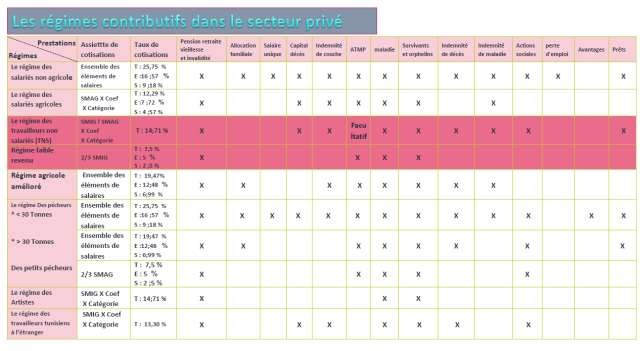 Les régimes contributifs dans le secteur privé
Prestations
Régimes
Assiettte de
cotisations
Taux de
cotisations
Pension retraite
vieillesse
et invalidité
Allocation
familiale
Salaire
unique
Capital
décès
Indemnité
de couche
ATMP
maladie
Survivants
et orphelins
Indemnité
de décès
Indemnité
de maladie
Actions
sociales
perte
d'emploi
Avantages
Prêts
Le régime des
salariés non agricole
Ensemble des
éléments de
salaires
T : 25,75 %
E :16 ;57 %
S : 9 ;18 %
X X X X X X X X X X X X X
Le régime des
salariés agricoles
SMAG X Coef
X Catégorie
T : 12,29 %
E :7 ;72 %
S : 4 ;57 %
X X X X X X X
Le régime des
travailleurs non
salariés (TNS)
SMIG / SMAG
X Coef
X Catégorie
T : 14;71 %
X X X
Facu
ltatif
X X X X X X
Régime faible
revenu
2/3 SMIG
T : 7,5 %
E : 5 %
S : 2 ;5 %
X X X X
Régime agricole
amélioré
Ensemble des
éléments de
salaires
T : 19,47%
E : 12;48 %
S : 6;99 %
X X X X X X X X
Le régime Des pêcheurs
* < 30 Tonnes
Ensemble des
éléments de
salaires
T : 25,75 %
E :16 ;57 %
S : 9 ;18 %
X X X X X X X X X X X X X
* > 30 Tonnes
Ensemble des
éléments de
salaires
T : 19;47 %
E :12;48 %
S : 6;99 %
X X X X X X X X
Des petits pêcheurs
2/3 SMAG
T : 7,5 %
E : 5 %
S : 2 ;5 %
X X X X X
Le régime des
Artistes
SMIG X Coef
X Catégorie
T : 14;71 %
X X X
Le régime des
travailleurs tunisiens
à l'étranger
SMIG X Coef
X Catégorie
T : 13,30 %
X X X X X X X